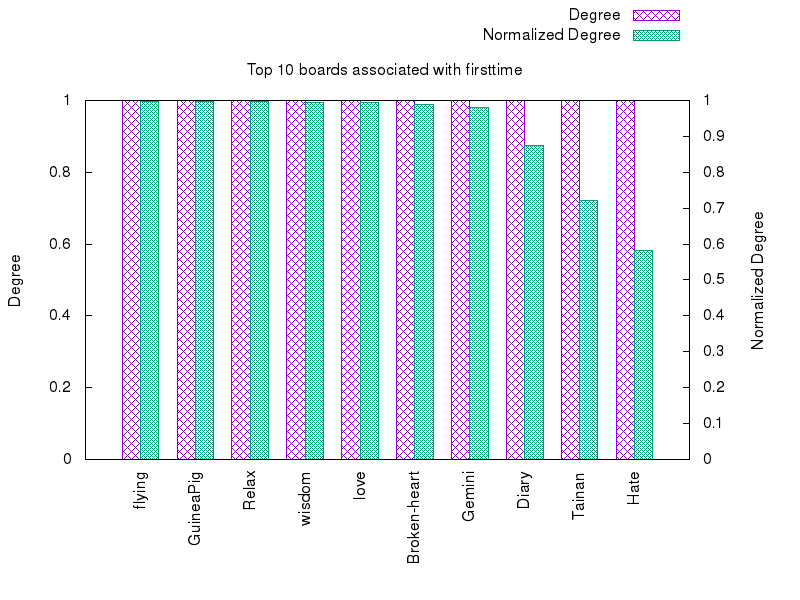 Degree
Normalized Degree
Top 10 boards associated with firsttime
1
0.8
0.6
0.4
0.2
0
Degree
1
0.9
0.8
0.7
0.6
0.5
0.4
0.3
0.2
0.1
0
Normalized Degree
flying
GuineaPig
Relax
wisdom
love
Broken-heart
Gemini
Diary
Tainan
Hate